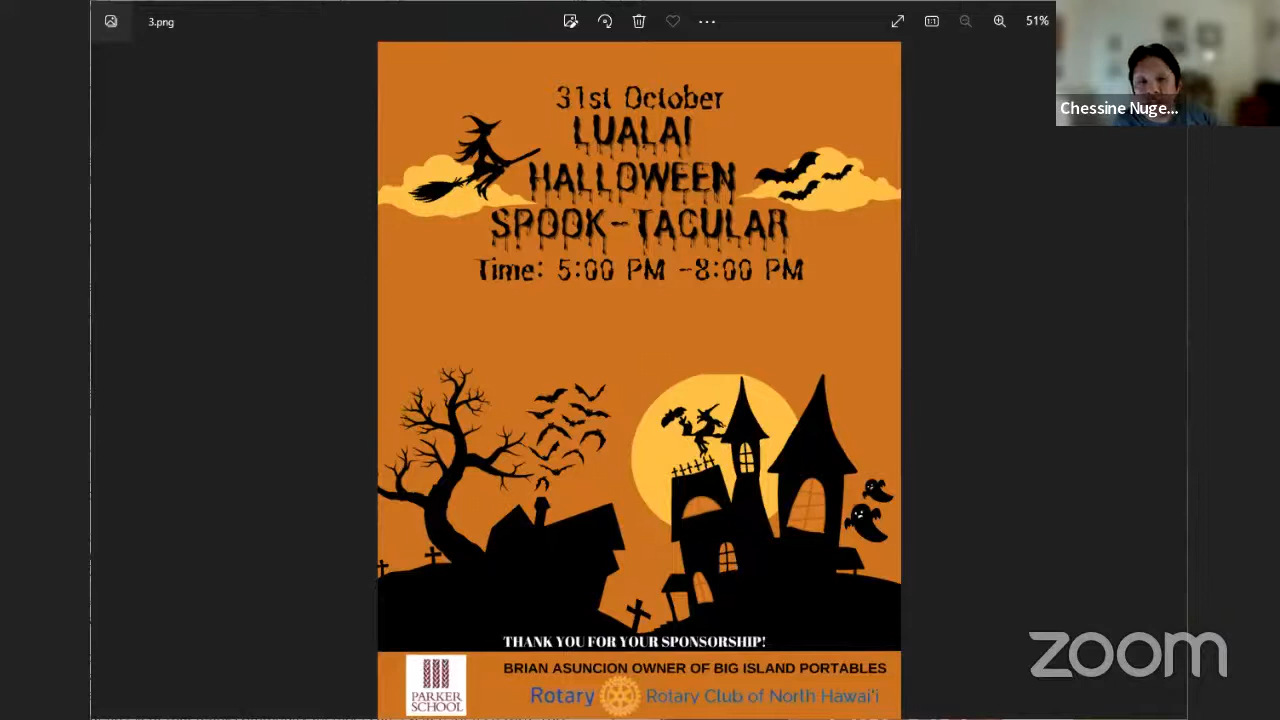 3.png
51%
Chessine Nuge...
31st October
LUALAI
HALLOWEEN
SPOOK-TACULAR
Time: 5:00 PM -8:00 PM
THANK YOU FOR YOUR SPONSORSHIP!
BRIAN ASUNCION OWNER OF BIG ISLAND PORTABLES
PARKER
SCHOOL
Rotary Rotary Club of North Hawai'i
zoom